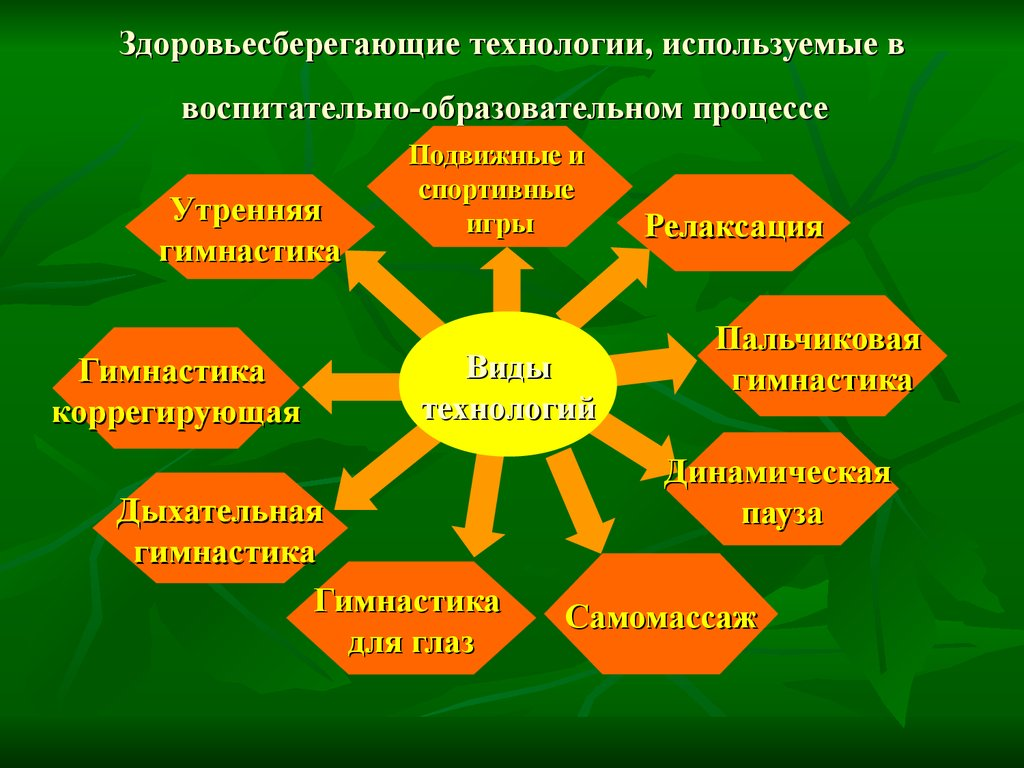 Здоровьесберегающие технологии, используемые в
воспитательно-образовательном процессе
Подвижные и
спортивные
игры
Утренняя
гимнастика
Релаксация
Пальчиковая
гимнастика
Виды
технологий
Гимнастика
коррегирующая
Динамическая
пауза
Дыхательная
гимнастика
Гимнастика
для глаз
Самомассаж